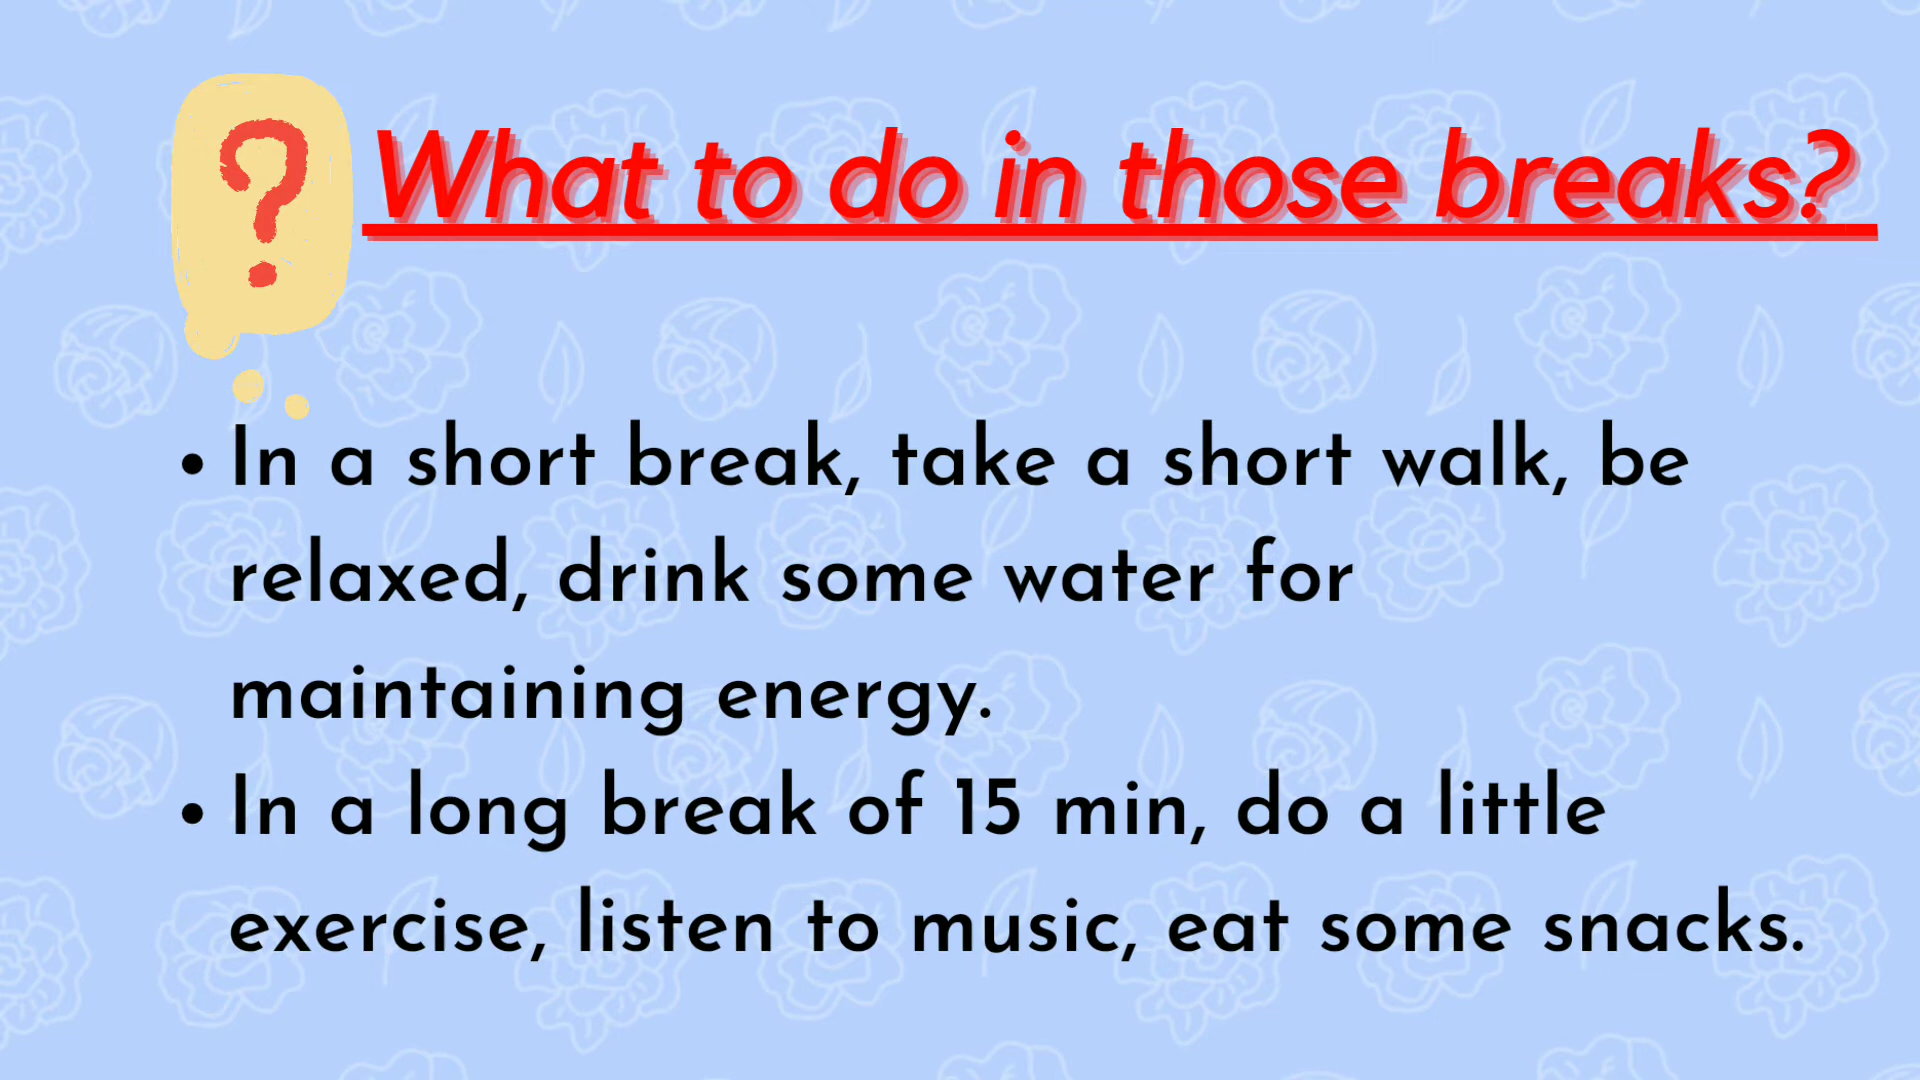 ?
What to do in those breaks?
• In a short break, take a short walk, be
relaxed, drink some water for
maintaining energy.
• In a long break of 15 min, do a little
exercise, listen to music, eat some snacks.